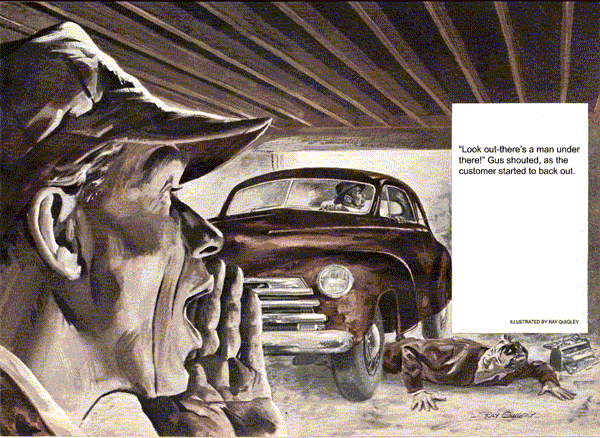 “Look out-there’s a man under
there!” Gus shouted, as the
customer started to back out.
ILLUSTRATED BY RAY QUIGLEY
RAY QUIGLEY